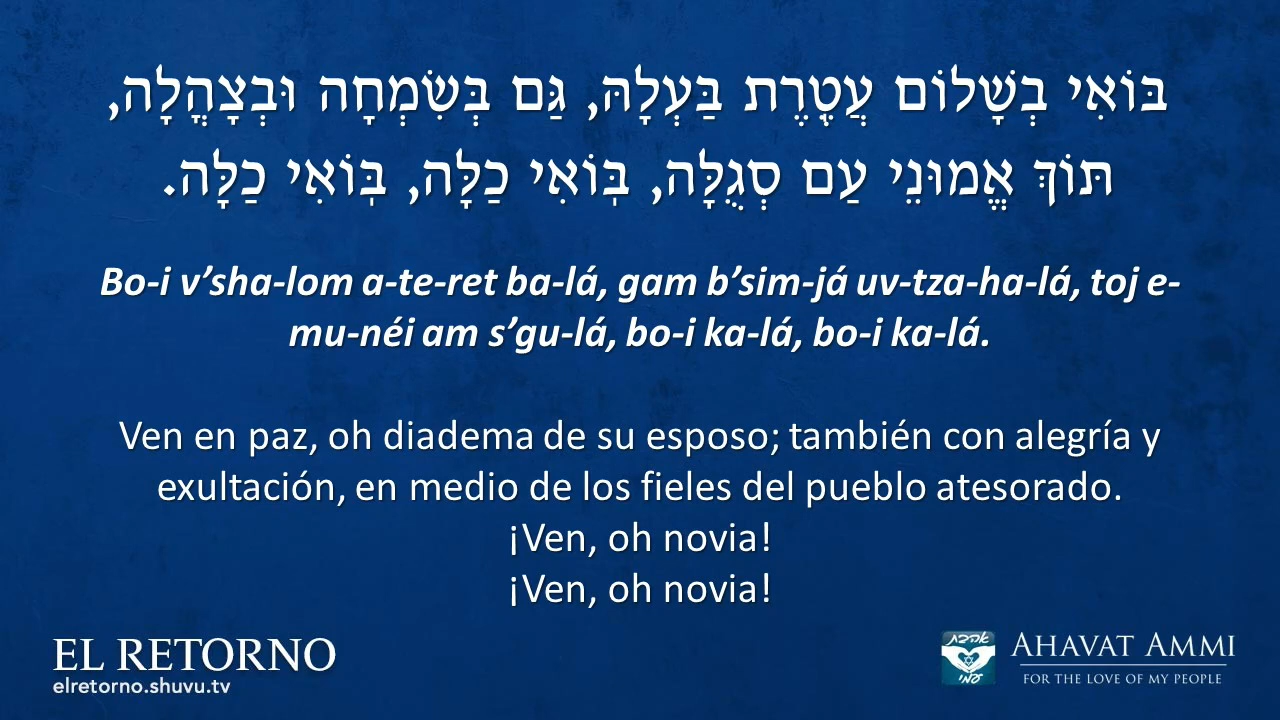 בּוֹאִי בְשָׁלוֹם עֲטֶֽרֶת בַּעְלָהּ, גַּם בְּשִׂמְחָה וּבְצָהֳלָה,
תּוֹךְ אֱמוּנֵי עַם סְגֻלָּה, בּֽוֹאִי כַלָּה, בּֽוֹאִי כַלָּה.
Bo-i v’sha-lom a-te-ret ba-lá, gam b’sim-já uv-tza-ha-lá, toj e-
mu-néi am s’gu-lá, bo-i ka-lá, bo-i ka-lá.
Ven en paz, oh diadema de su esposo; también con alegría y
exultación, en medio de los fieles del pueblo atesorado.
¡Ven, oh novia!
¡Ven, oh novia!
EL RETORNO
elretorno.shuvu.tv
אהבת
עמי
AHAVAT AMMI
FOR THE LOVE OF MY PEOPLE